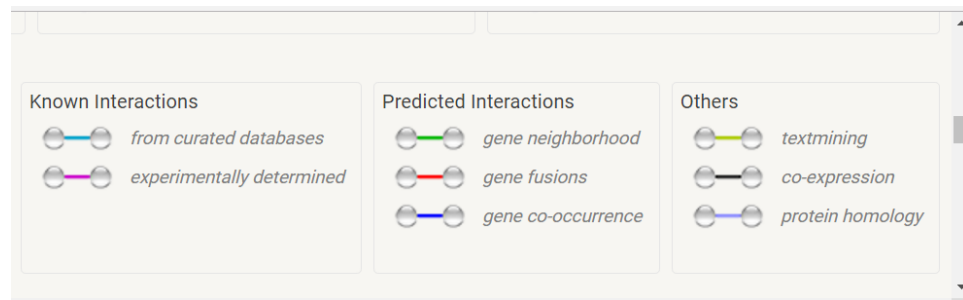 Known Interactions
from curated databases
experimentally determined
Predicted Interactions
gene neighborhood
gene fusions
gene co-occurrence
Others
textmining
co-expression
protein homology